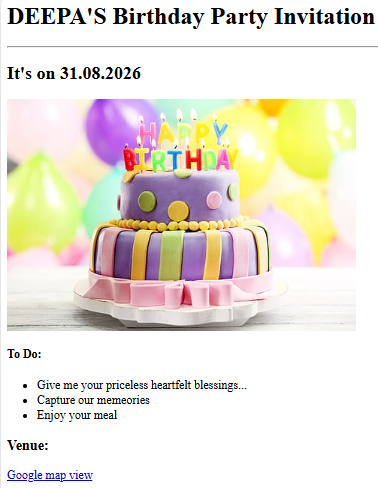 DEEPA'S Birthday Party Invitation
It's on 31.08.2026
HAPPY
BIRTHDAY
To Do:
Give me your priceless heartfelt blessings...
Capture our memeories
Enjoy your meal
Venue:
Google map view